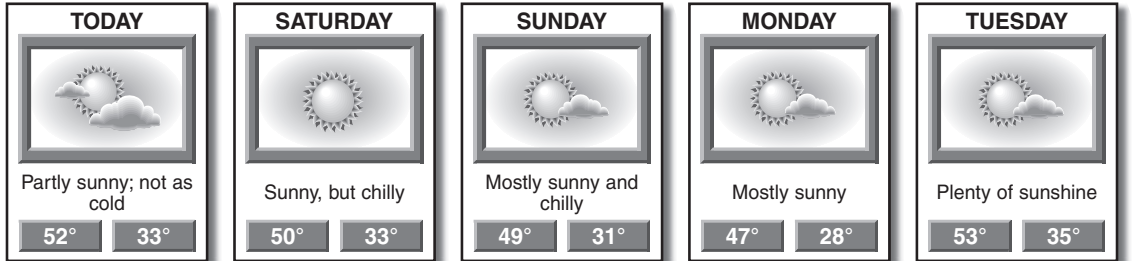 TODAY
Partly sunny; not as
cold
52° 33°
SATURDAY
Sunny, but chilly
50° 33°
SUNDAY
Mostly sunny and
chilly
49° 31°
MONDAY
Mostly sunny
47° 28°
TUESDAY
Plenty of sunshine
53° 35°